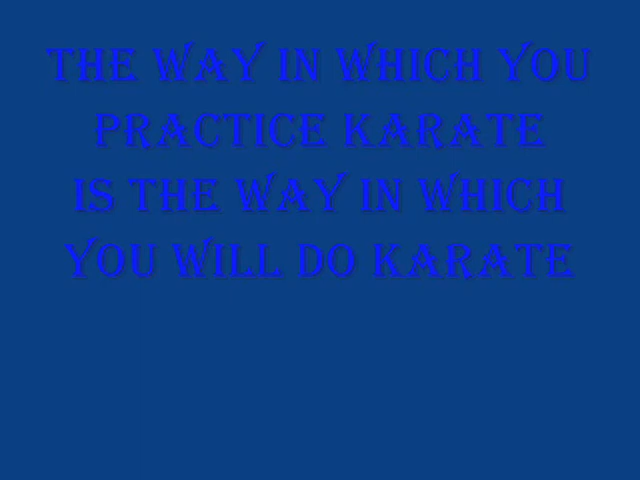 THE WAY IN WHICH YOU
PRACTICE KARATE
IS THE WAY IN WHICH
YOU WILL DO KARATE